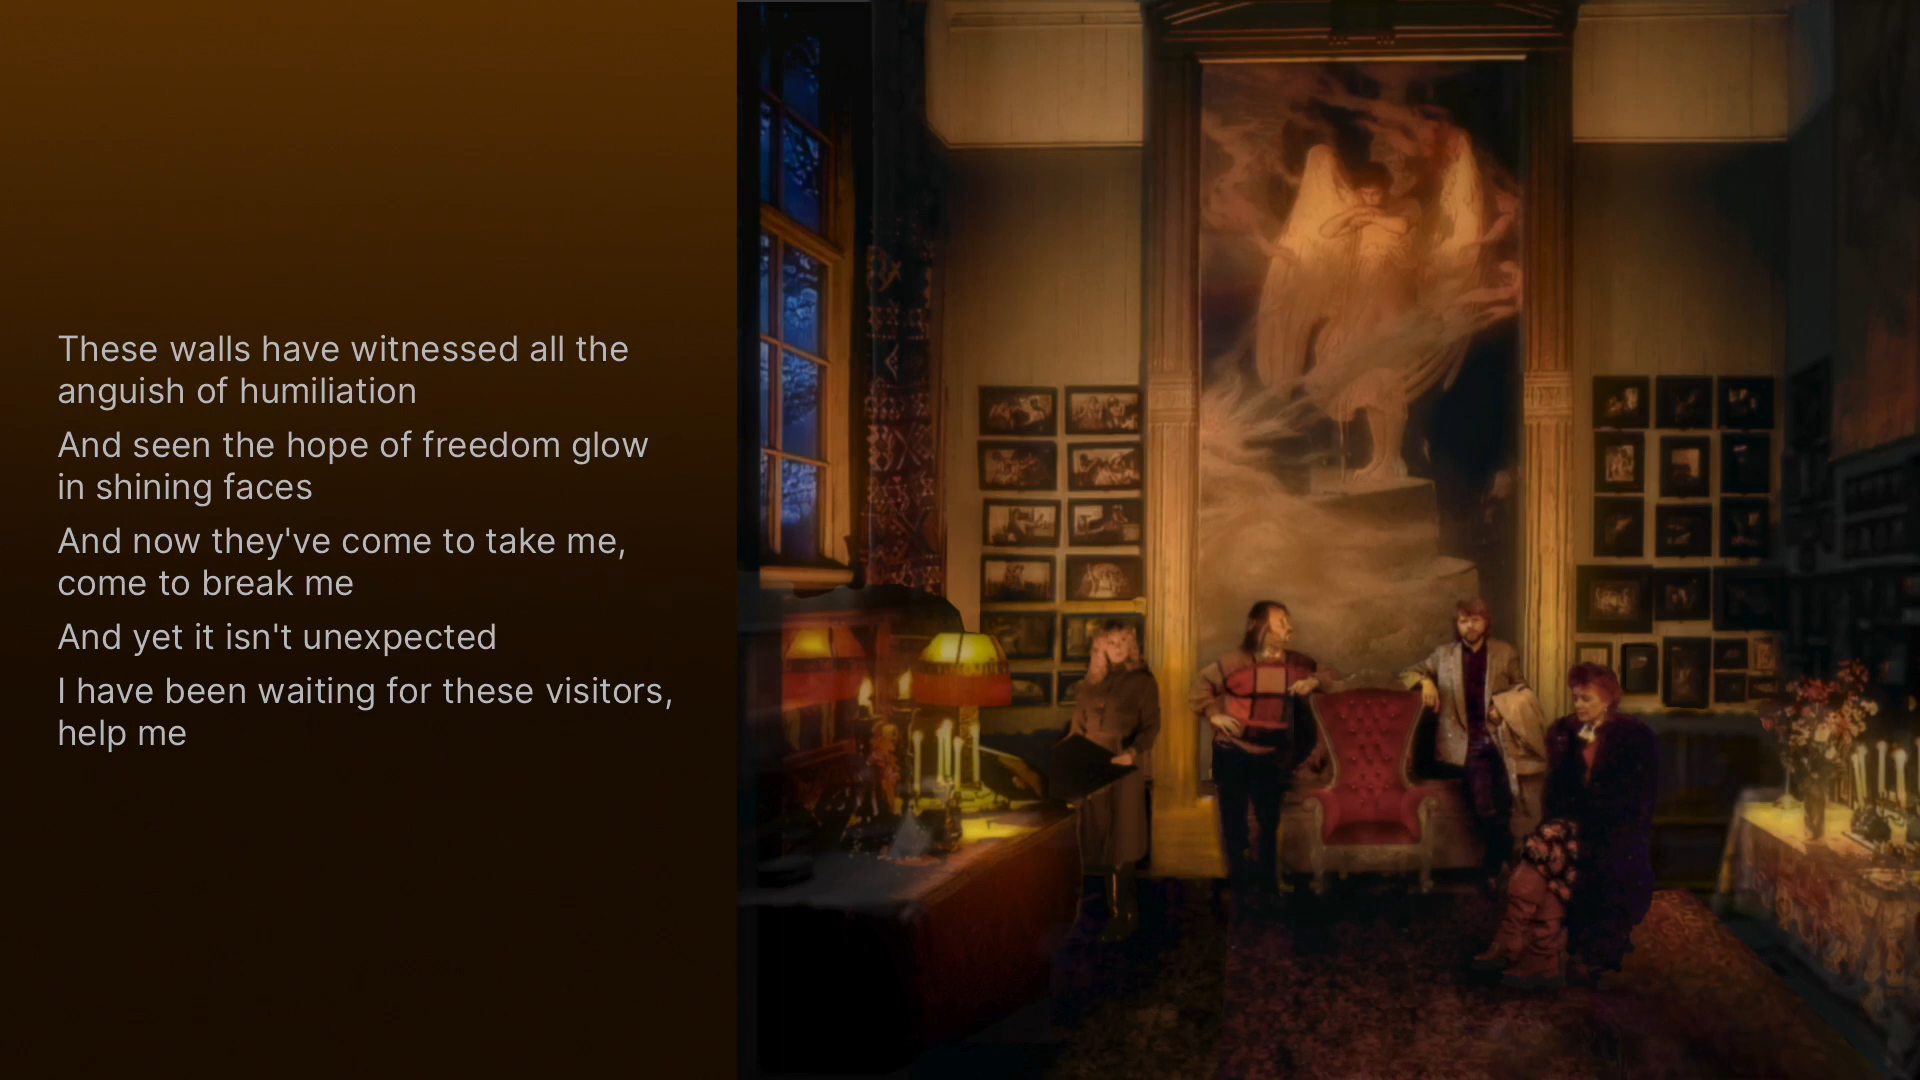 These walls have witnessed all the
anguish of humiliation
And seen the hope of freedom glow
in shining faces
And now they've come to take me,
come to break me
And yet it isn't unexpected
I have been waiting for these visitors,
help me